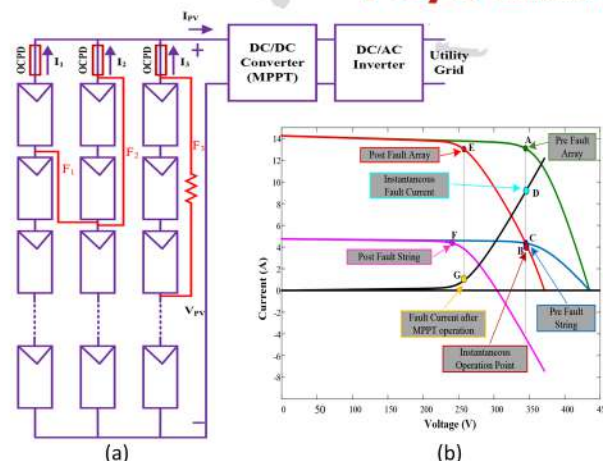 I_PV
+
OCPD
I₁
OCPD
I₂
OCPD
I₃
DC/DC
Converter
(MPPT)
DC/AC
Inverter
Utility
Grid
F₁
F₂
F₃
V_PV
−
(a)
14
12
10
8
6
4
2
0
-2
-4
-6
-8
Current (A)
0
50
100
150
200
250
300
350
400
Voltage (V)
Post Fault Array
E
A
Pre Fault
Array
Instantaneous
Fault Current
D
F
C
B
Post Fault String
G
Fault Current after
MPPT operation
Pre Fault
String
Instantaneous
Operation Point
(b)